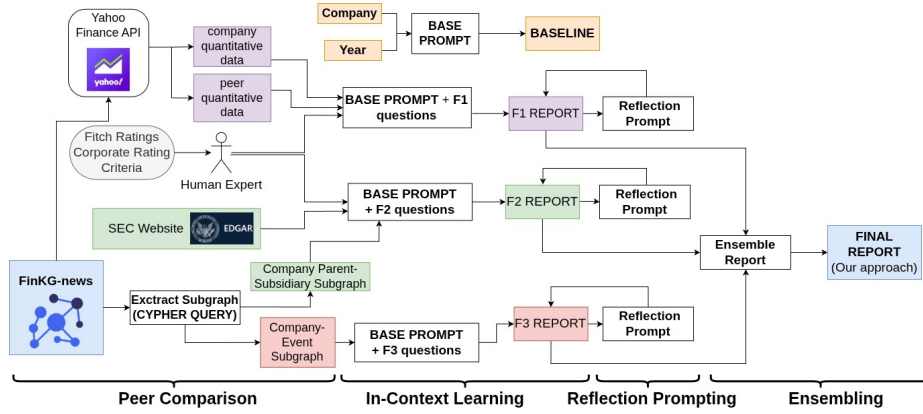 Yahoo
Finance API
yahoo!
company
quantitative
data
peer
quantitative
data
Company
Year
BASE
PROMPT
BASELINE
BASE PROMPT + F1
questions
F1 REPORT
Reflection
Prompt
Fitch Ratings
Corporate Rating
Criteria
Human Expert
BASE PROMPT
+ F2 questions
F2 REPORT
Reflection
Prompt
SEC Website
EDGAR
Company Parent-
Subsidiary Subgraph
Ensemble
Report
FINAL
REPORT
(Our approach)
FinKG-news
Exctract Subgraph
(CYPHER QUERY)
Company-
Event Subgraph
BASE PROMPT
+ F3 questions
F3 REPORT
Reflection
Prompt
Peer Comparison
In-Context Learning
Reflection Prompting
Ensembling